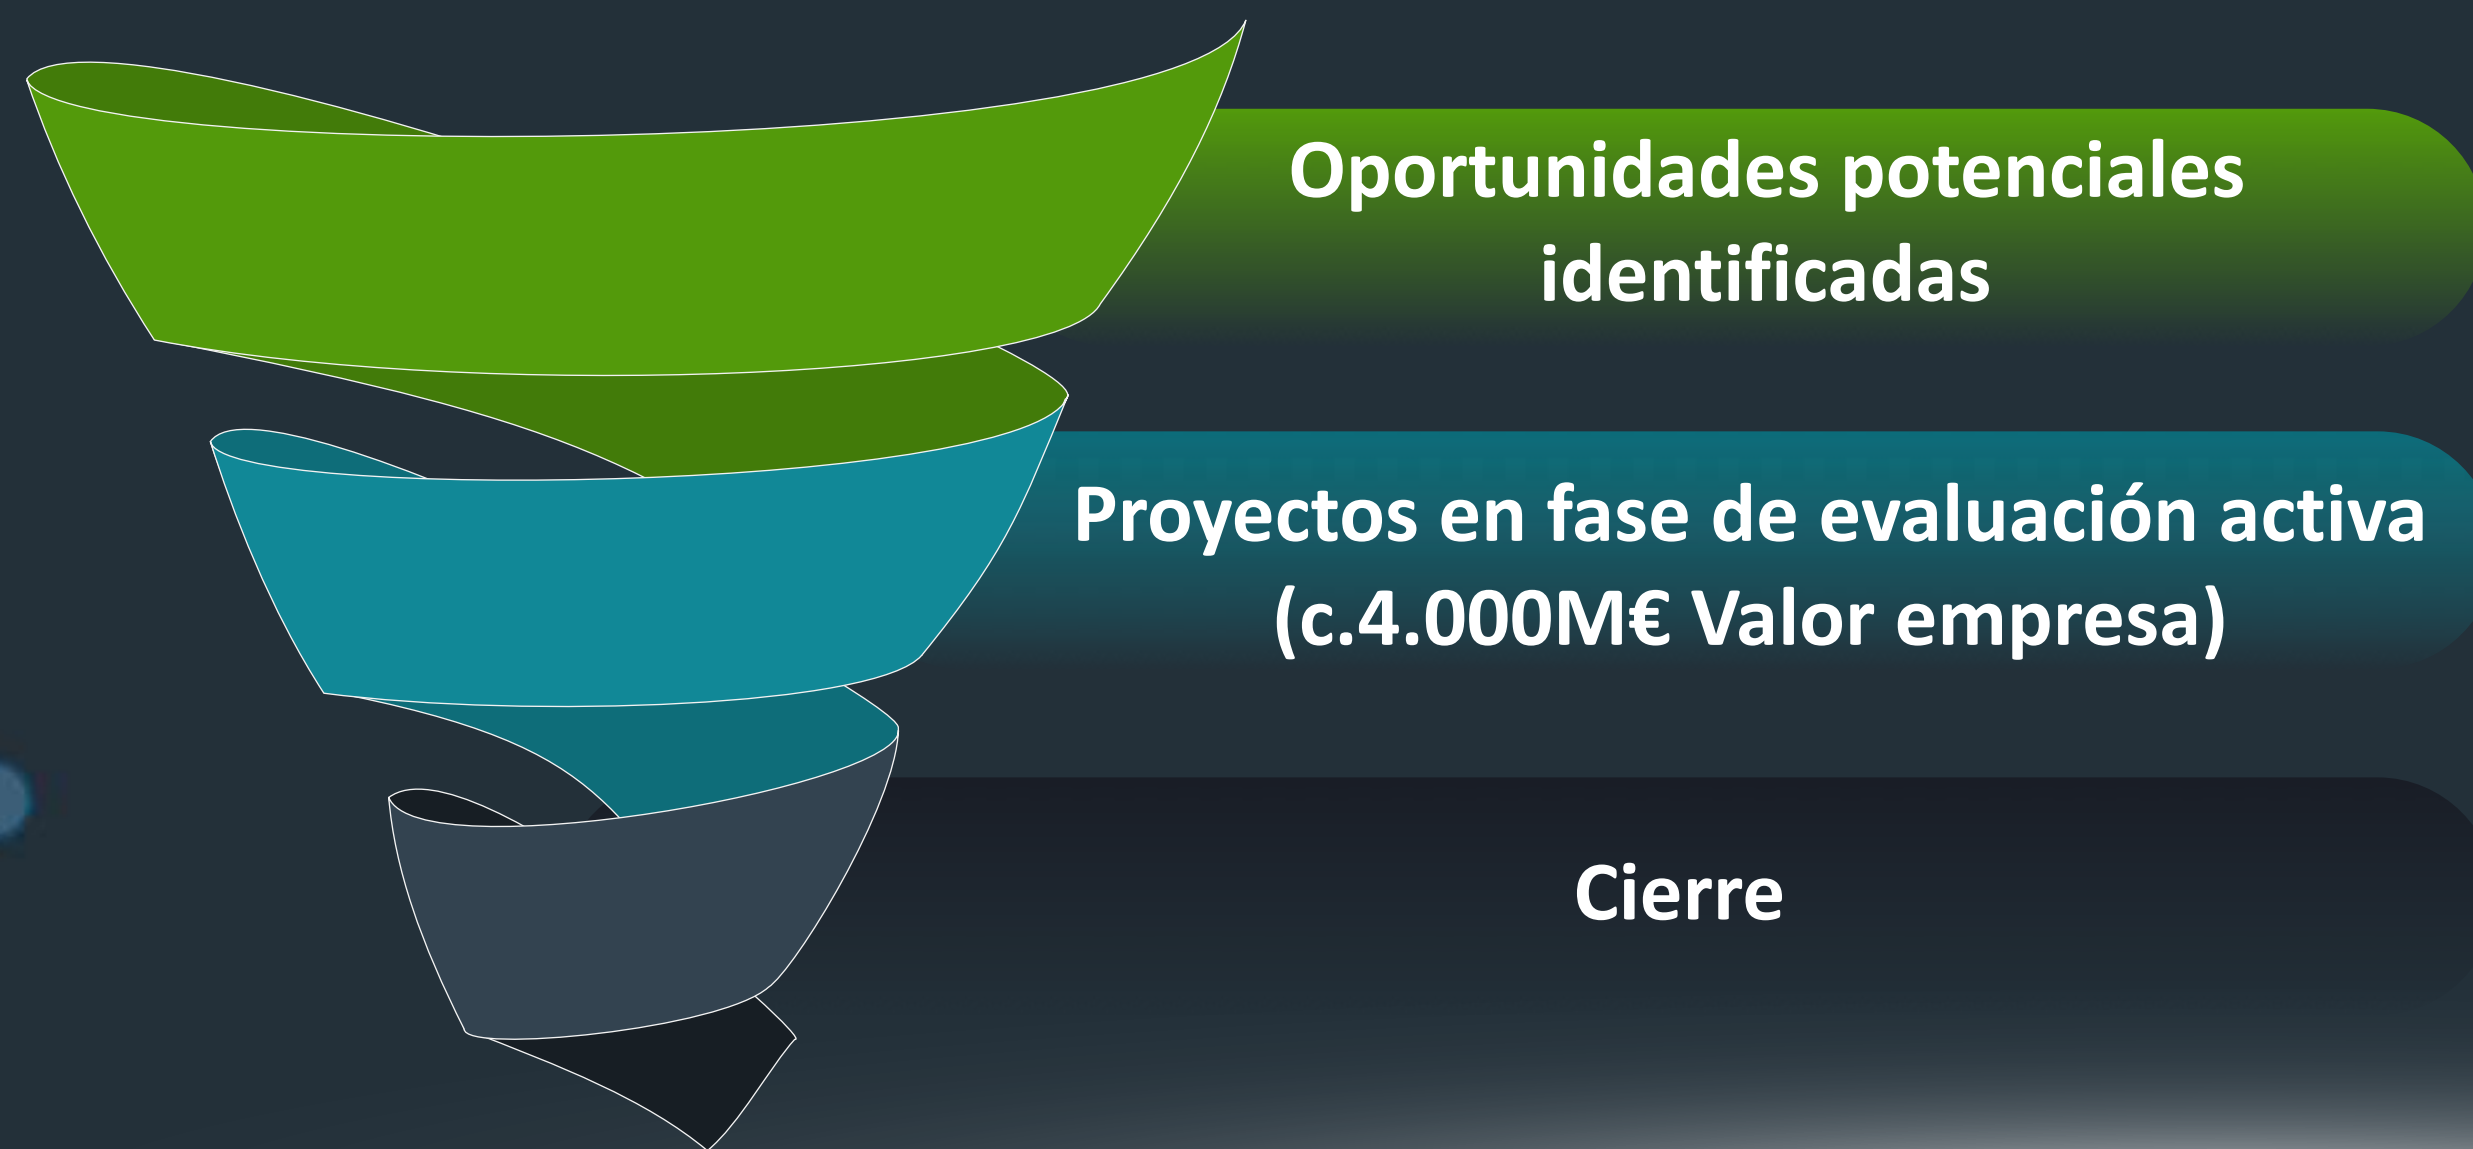 Oportunidades potenciales
identificadas
Proyectos en fase de evaluación activa
(c.4.000M€ Valor empresa)
Cierre